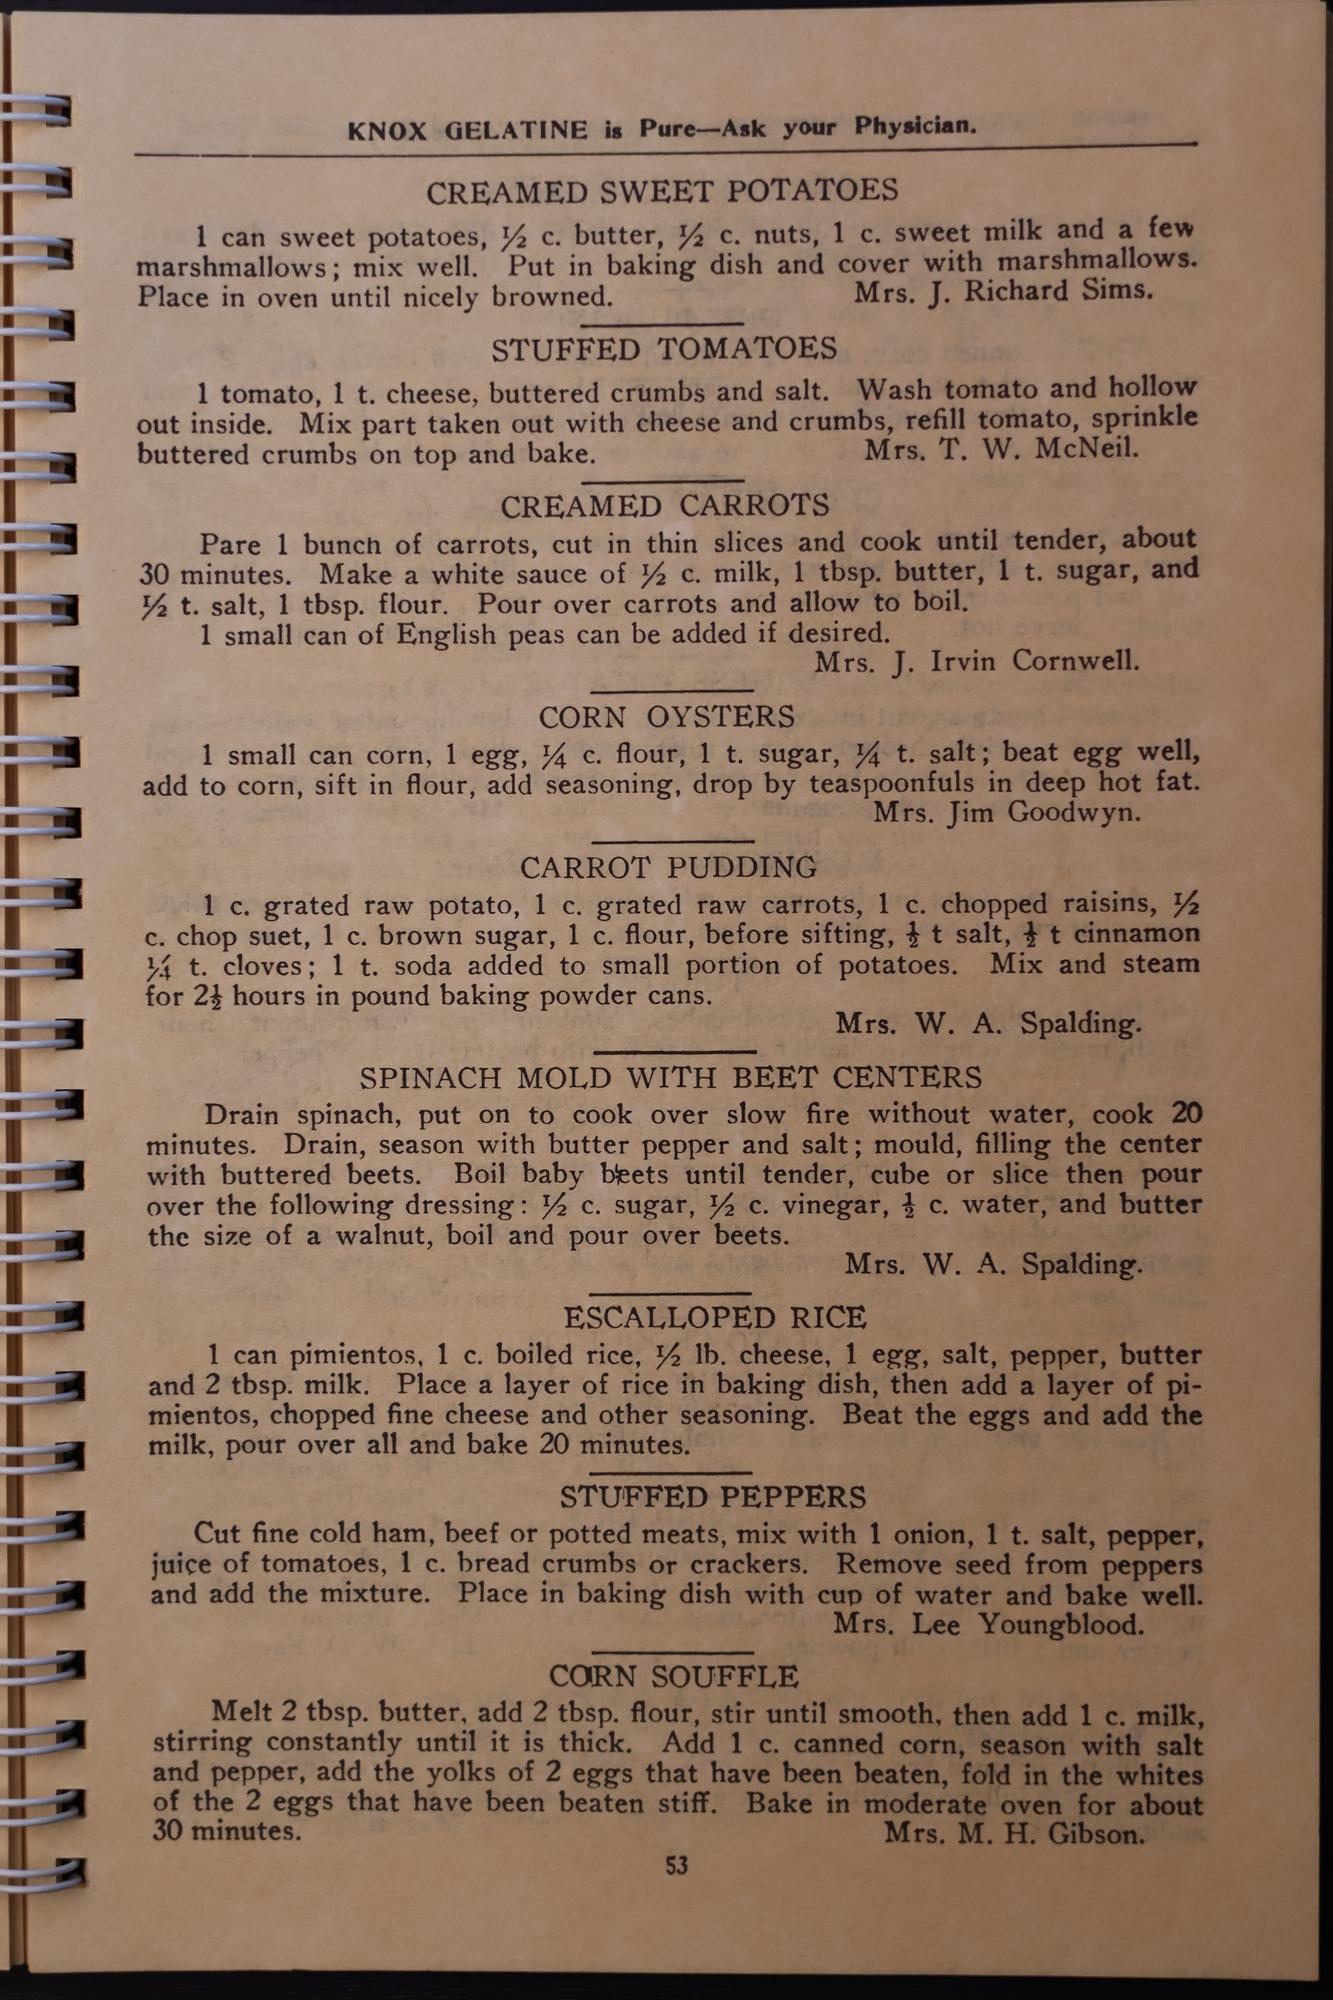 KNOX GELATINE is Pure—Ask your Physician.
CREAMED SWEET POTATOES
1 can sweet potatoes, ½ c. butter, ½ c. nuts, 1 c. sweet milk and a few
marshmallows; mix well. Put in baking dish and cover with marshmallows.
Place in oven until nicely browned. Mrs. J. Richard Sims.
STUFFED TOMATOES
1 tomato, 1 t. cheese, buttered crumbs and salt. Wash tomato and hollow
out inside. Mix part taken out with cheese and crumbs, refill tomato, sprinkle
buttered crumbs on top and bake. Mrs. T. W. McNeil.
CREAMED CARROTS
Pare 1 bunch of carrots, cut in thin slices and cook until tender, about
30 minutes. Make a white sauce of ½ c. milk, 1 tbsp. butter, 1 t. sugar, and
½ t. salt, 1 tbsp. flour. Pour over carrots and allow to boil.
1 small can of English peas can be added if desired.
Mrs. J. Irvin Cornwell.
CORN OYSTERS
1 small can corn, 1 egg, ¼ c. flour, 1 t. sugar, ¼ t. salt; beat egg well,
add to corn, sift in flour, add seasoning, drop by teaspoonfuls in deep hot fat.
Mrs. Jim Goodwyn.
CARROT PUDDING
1 c. grated raw potato, 1 c. grated raw carrots, 1 c. chopped raisins, ½
c. chop suet, 1 c. brown sugar, 1 c. flour, before sifting, ½ t salt, ½ t cinnamon
¼ t. cloves; 1 t. soda added to small portion of potatoes. Mix and steam
for 2½ hours in pound baking powder cans.
Mrs. W. A. Spalding.
SPINACH MOLD WITH BEET CENTERS
Drain spinach, put on to cook over slow fire without water, cook 20
minutes. Drain, season with butter pepper and salt; mould, filling the center
with buttered beets. Boil baby beets until tender, cube or slice then pour
over the following dressing: ½ c. sugar, ½ c. vinegar, ½ c. water, and butter
the size of a walnut, boil and pour over beets.
Mrs. W. A. Spalding.
ESCALLOPED RICE
1 can pimientos, 1 c. boiled rice, ½ lb. cheese, 1 egg, salt, pepper, butter
and 2 tbsp. milk. Place a layer of rice in baking dish, then add a layer of pi-
mientos, chopped fine cheese and other seasoning. Beat the eggs and add the
milk, pour over all and bake 20 minutes.
STUFFED PEPPERS
Cut fine cold ham, beef or potted meats, mix with 1 onion, 1 t. salt, pepper,
juice of tomatoes, 1 c. bread crumbs or crackers. Remove seed from peppers
and add the mixture. Place in baking dish with cup of water and bake well.
Mrs. Lee Youngblood.
CORN SOUFFLE
Melt 2 tbsp. butter, add 2 tbsp. flour, stir until smooth, then add 1 c. milk,
stirring constantly until it is thick. Add 1 c. canned corn, season with salt
and pepper, add the yolks of 2 eggs that have been beaten, fold in the whites
of the 2 eggs that have been beaten stiff. Bake in moderate oven for about
30 minutes. Mrs. M. H. Gibson.
53